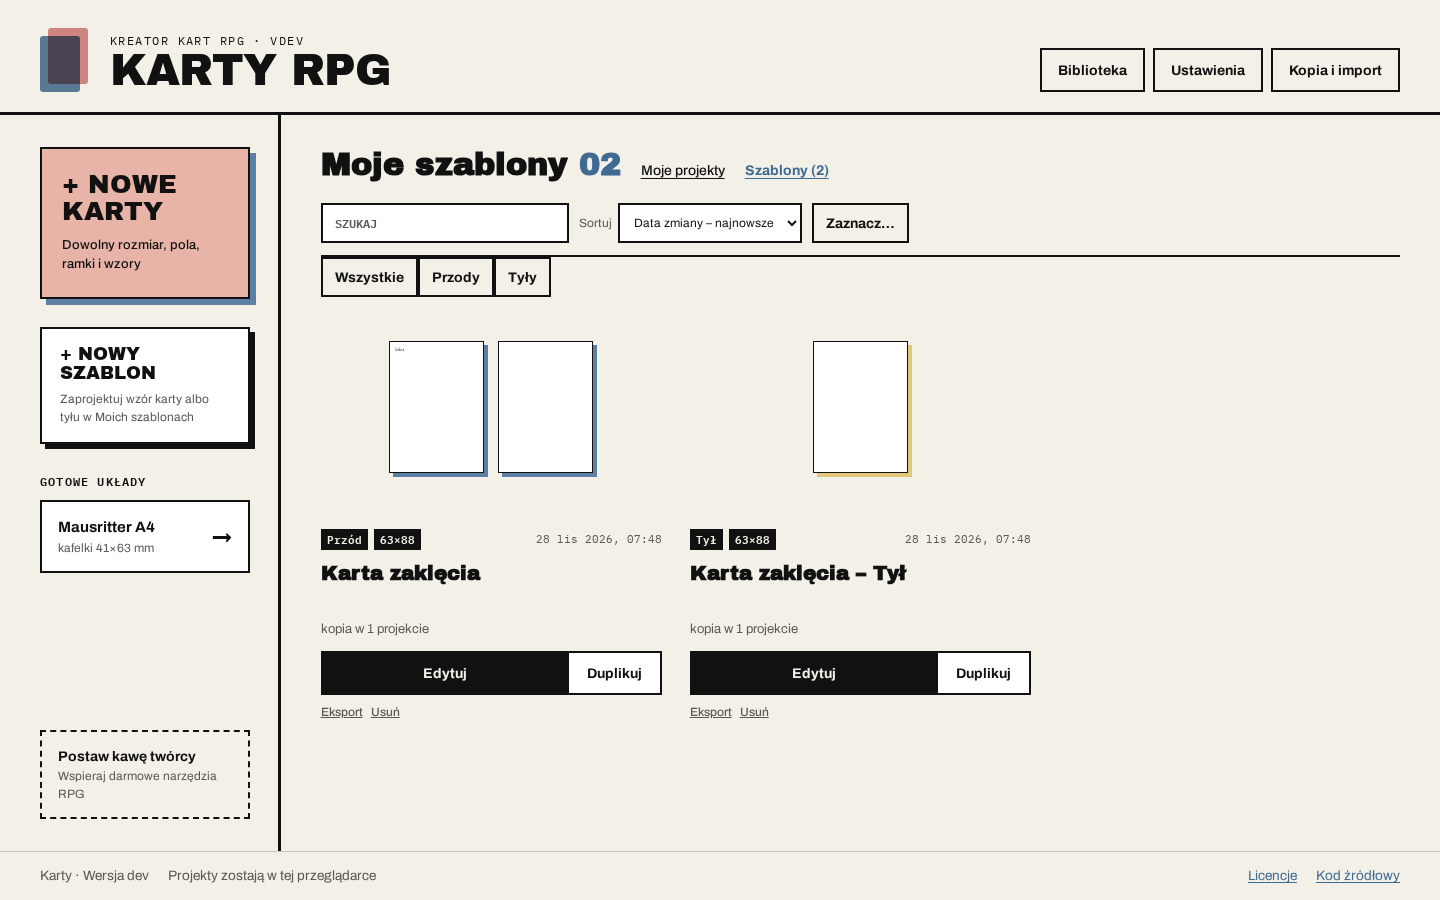 KREATOR KART RPG · VDEV
KARTY RPG
Biblioteka
Ustawienia
Kopia i import
+ NOWE
KARTY
Dowolny rozmiar, pola,
ramki i wzory
+ NOWY
SZABLON
Zaprojektuj wzór karty albo
tyłu w Moich szablonach
GOTOWE UKŁADY
Mausritter A4
kafelki 41×63 mm
→
Postaw kawę twórcy
Wspieraj darmowe narzędzia
RPG
Moje szablony 02
Moje projekty
Szablony (2)
SZUKAJ
Sortuj
Data zmiany – najnowsze
Zaznacz...
Wszystkie
Przody
Tyły
Przód
63×88
28 lis 2026, 07:48
Karta zaklęcia
kopia w 1 projekcie
Edytuj
Duplikuj
Eksport
Usuń
Tył
63×88
28 lis 2026, 07:48
Karta zaklęcia – Tył
kopia w 1 projekcie
Edytuj
Duplikuj
Eksport
Usuń
Karty · Wersja dev
Projekty zostają w tej przeglądarce
Licencje
Kod źródłowy